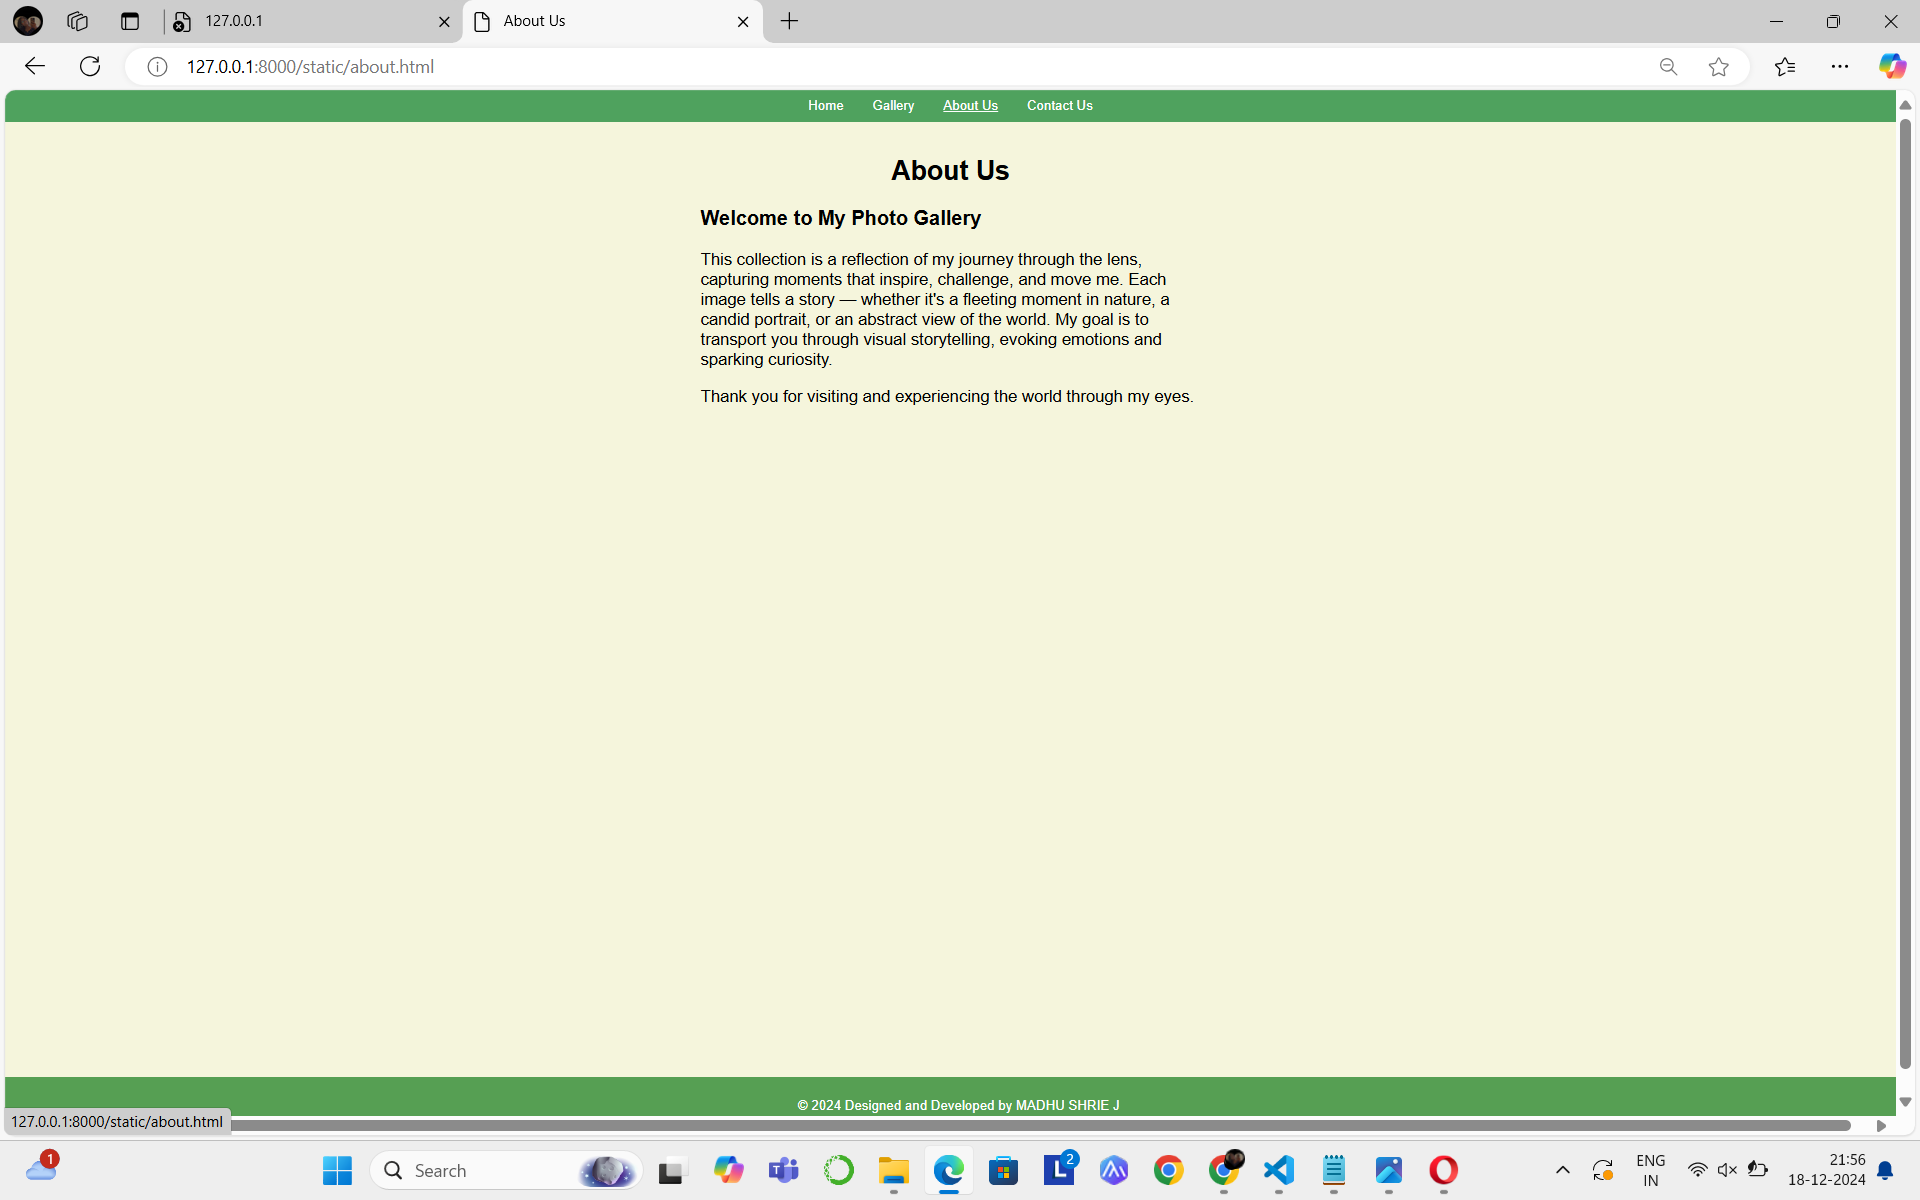 127.0.0.1
About Us
127.0.0.1:8000/static/about.html
Home Gallery About Us Contact Us
About Us
Welcome to My Photo Gallery
This collection is a reflection of my journey through the lens,
capturing moments that inspire, challenge, and move me. Each
image tells a story — whether it's a fleeting moment in nature, a
candid portrait, or an abstract view of the world. My goal is to
transport you through visual storytelling, evoking emotions and
sparking curiosity.
Thank you for visiting and experiencing the world through my eyes.
© 2024 Designed and Developed by MADHU SHRIE J
127.0.0.1:8000/static/about.html
1
Search
2
ENG
IN
21:56
18-12-2024